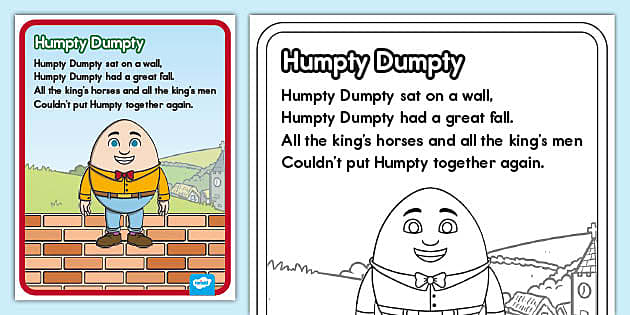 Humpty Dumpty
Humpty Dumpty sat on a wall,
Humpty Dumpty had a great fall.
All the king's horses and all the king's men
Couldn't put Humpty together again.
twinkl
Humpty Dumpty
Humpty Dumpty sat on a wall,
Humpty Dumpty had a great fall.
All the king's horses and all the king's men
Couldn't put Humpty together again.